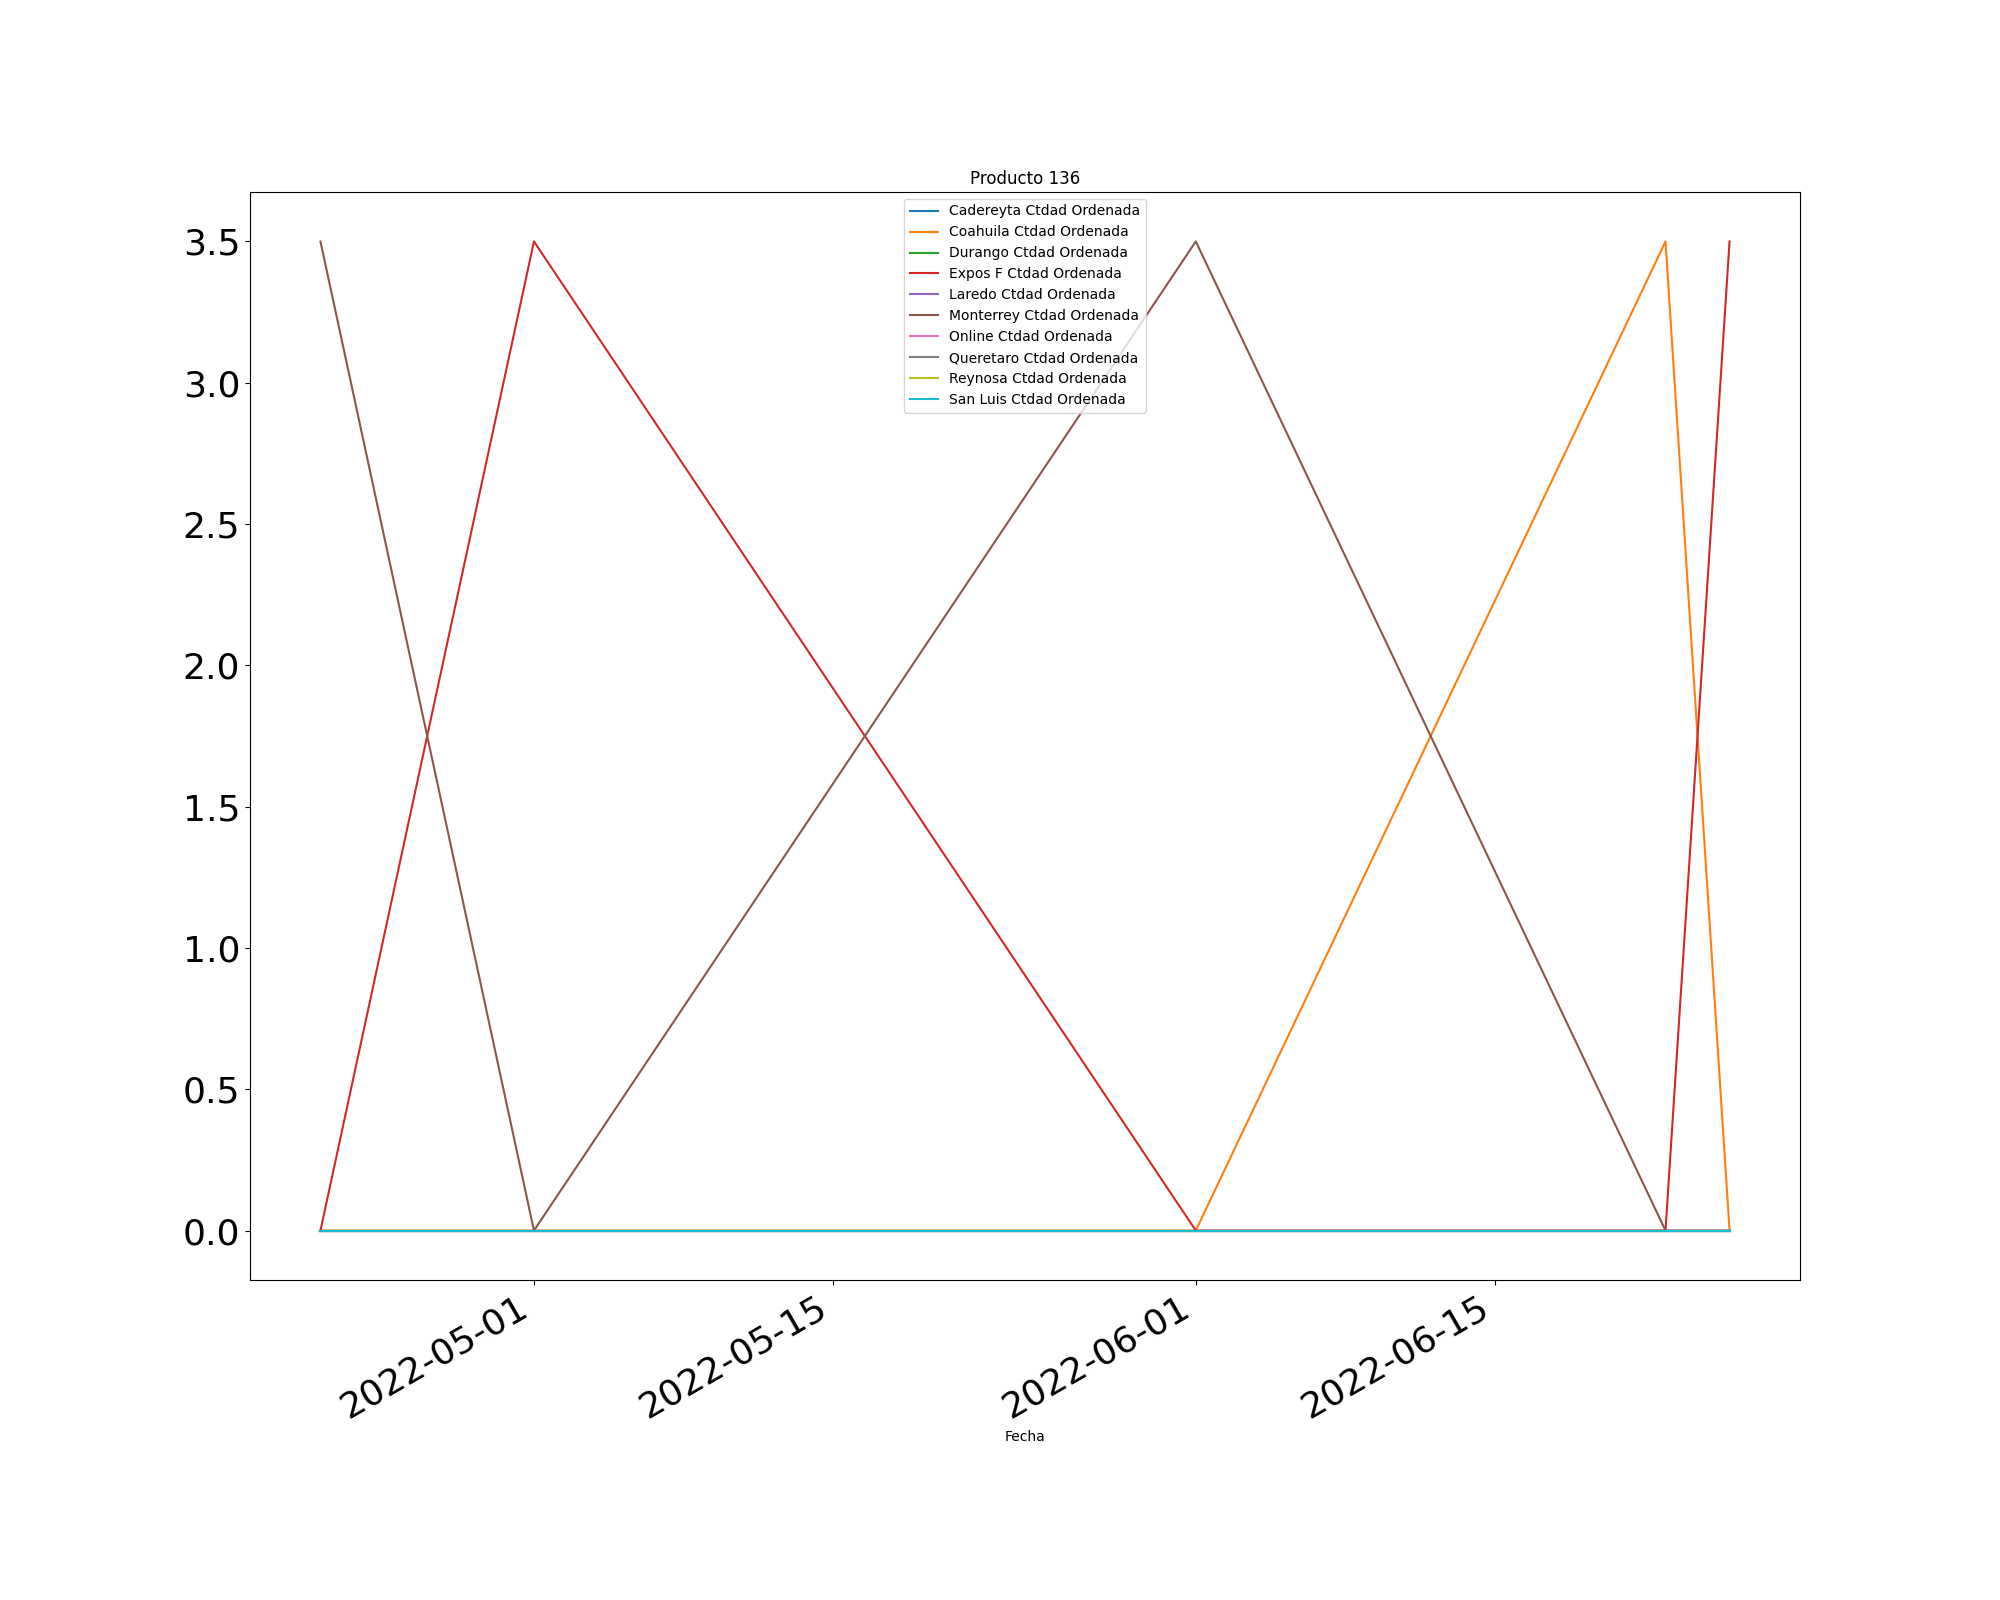 Producto 136
Cadereyta Ctdad Ordenada
Coahuila Ctdad Ordenada
Durango Ctdad Ordenada
Expos F Ctdad Ordenada
Laredo Ctdad Ordenada
Monterrey Ctdad Ordenada
Online Ctdad Ordenada
Queretaro Ctdad Ordenada
Reynosa Ctdad Ordenada
San Luis Ctdad Ordenada
3.5
3.0
2.5
2.0
1.5
1.0
0.5
0.0
2022-05-01
2022-05-15
2022-06-01
2022-06-15
Fecha